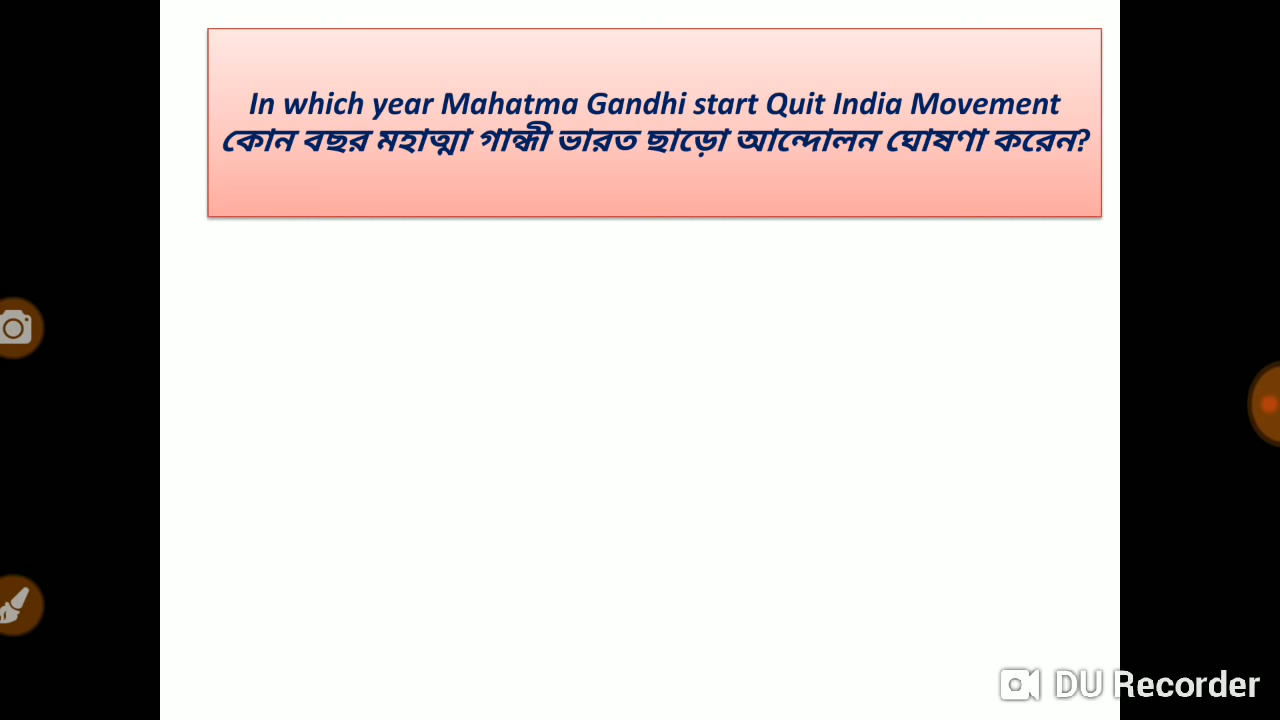 In which year Mahatma Gandhi start Quit India Movement
কোন বছর মহাত্মা গান্ধী ভারত ছাড়ো আন্দোলন ঘোষণা করেন?
DU Recorder